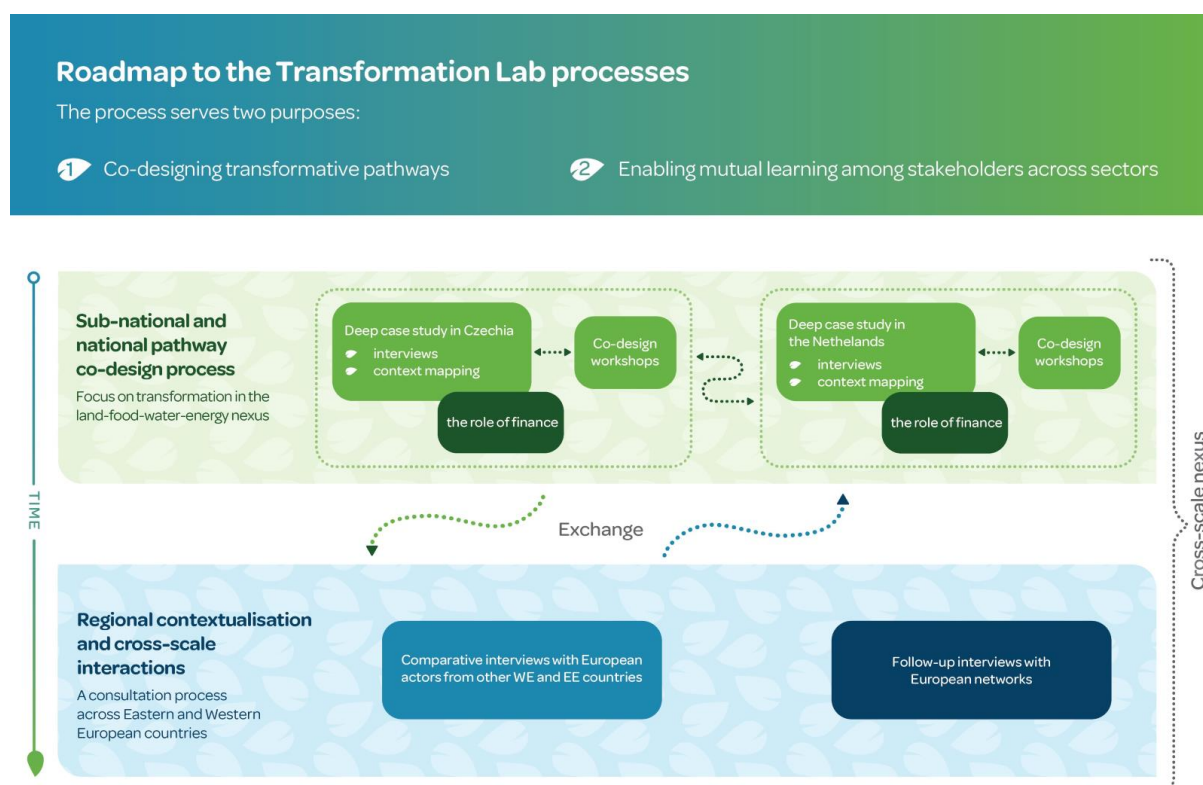 Roadmap to the Transformation Lab processes
The process serves two purposes:
1 Co-designing transformative pathways
2 Enabling mutual learning among stakeholders across sectors
TIME
Sub-national and
national pathway
co-design process
Focus on transformation in the
land-food-water-energy nexus
Deep case study in Czechia
interviews
context mapping
the role of finance
Co-design
workshops
Deep case study in
the Nethelands
interviews
context mapping
the role of finance
Co-design
workshops
Exchange
Regional contextualisation
and cross-scale
interactions
A consultation process
across Eastern and Western
European countries
Comparative interviews with European
actors from other WE and EE countries
Follow-up interviews with
European networks
Cross-scale nexus